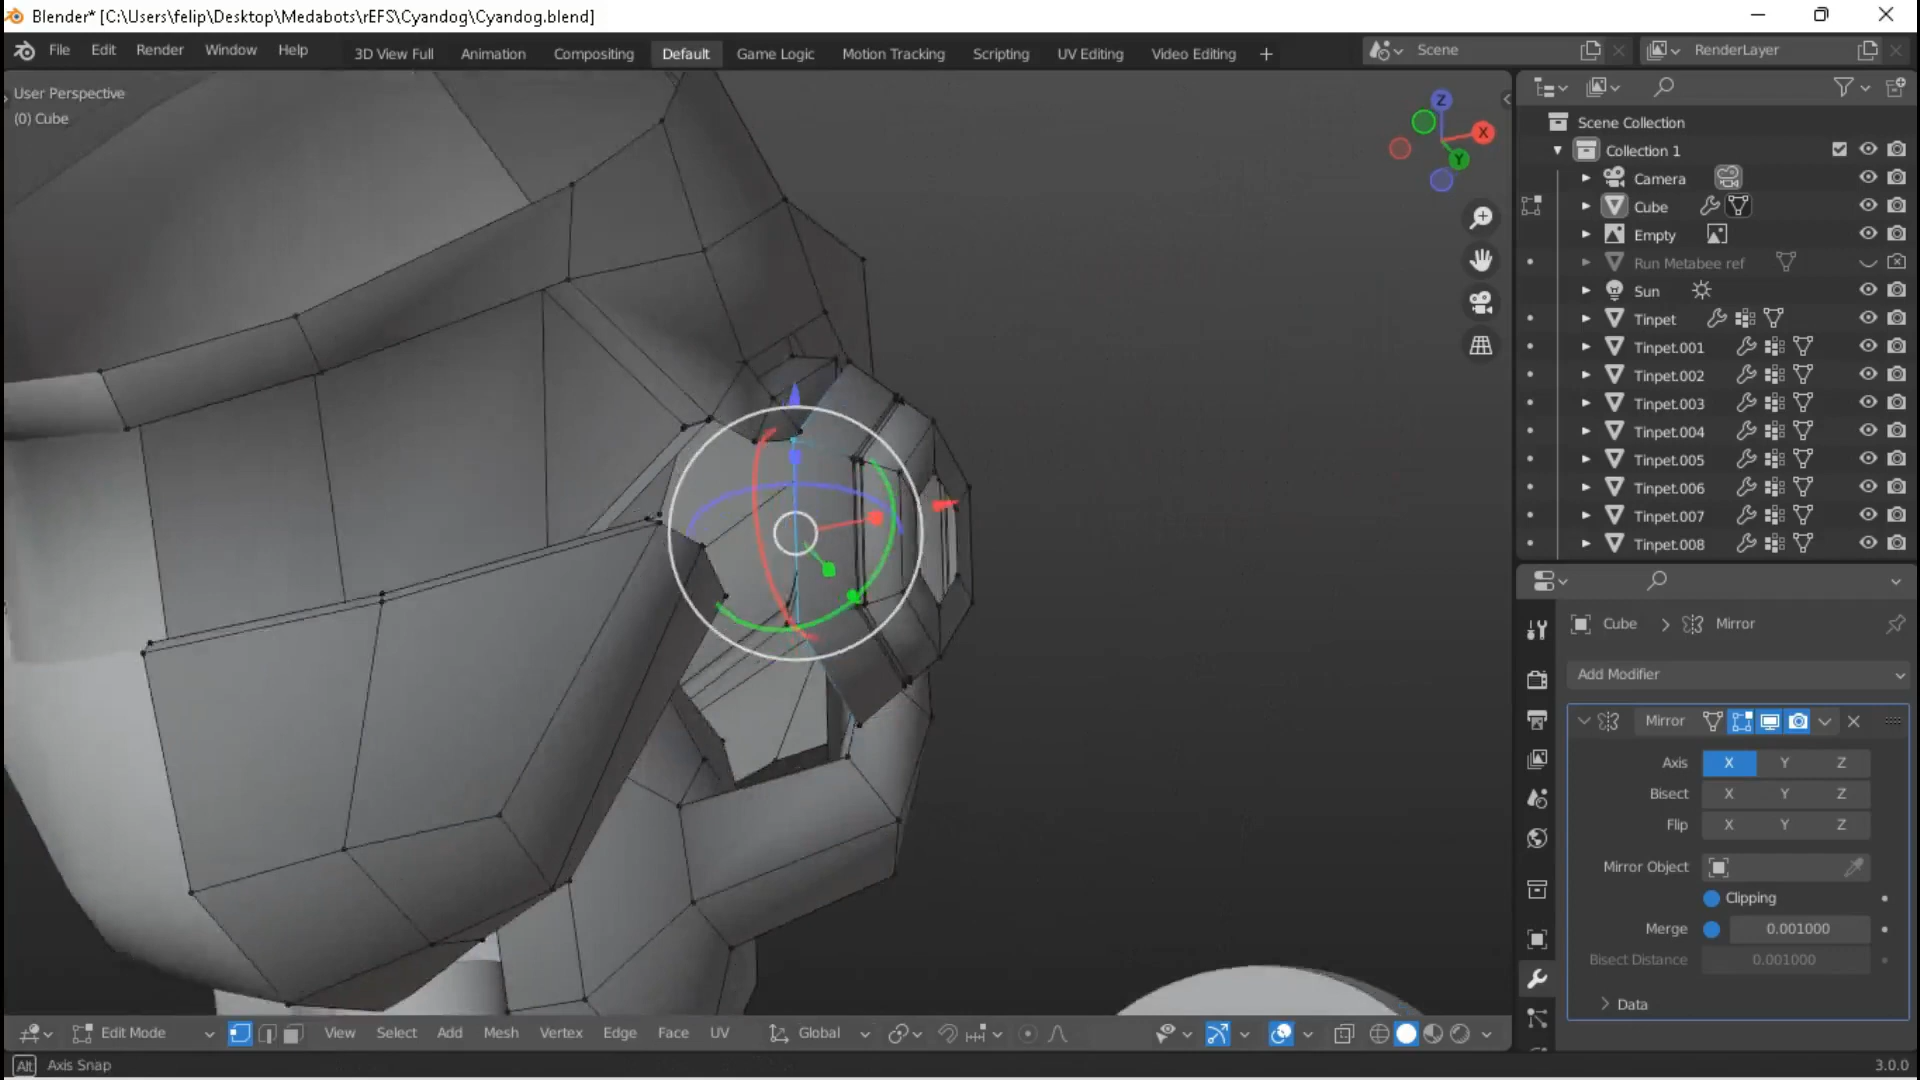 Blender* [C:\Users\felip\Desktop\Medabots\rEFS\Cyandog\Cyandog.blend]
File Edit Render Window Help 3D View Full Animation Compositing Default Game Logic Motion Tracking Scripting UV Editing Video Editing + Scene RenderLayer
User Perspective
(0) Cube
Z
X
Y
Scene Collection
Collection 1
Camera
Cube
Empty
Run Metabee ref
Sun
Tinpet
Tinpet.001
Tinpet.002
Tinpet.003
Tinpet.004
Tinpet.005
Tinpet.006
Tinpet.007
Tinpet.008
Cube > Mirror
Add Modifier
Mirror
Axis X Y Z
Bisect X Y Z
Flip X Y Z
Mirror Object
Clipping
Merge 0.001000
Bisect Distance 0.001000
Data
Edit Mode View Select Add Mesh Vertex Edge Face UV Global
Alt Axis Snap
3.0.0